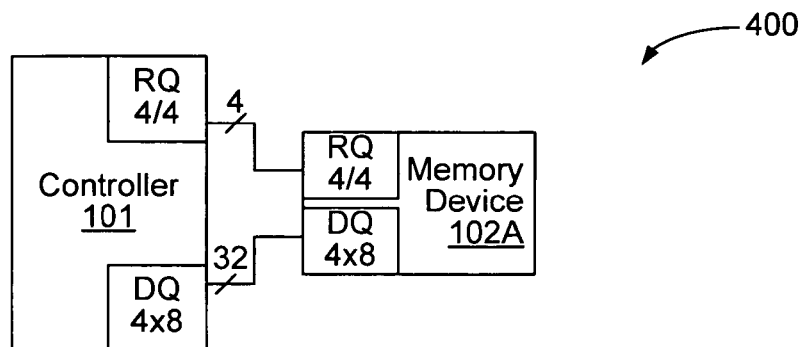 400
RQ
4/4
4
Controller
101
RQ
4/4
Memory
Device
102A
DQ
4x8
32
DQ
4x8